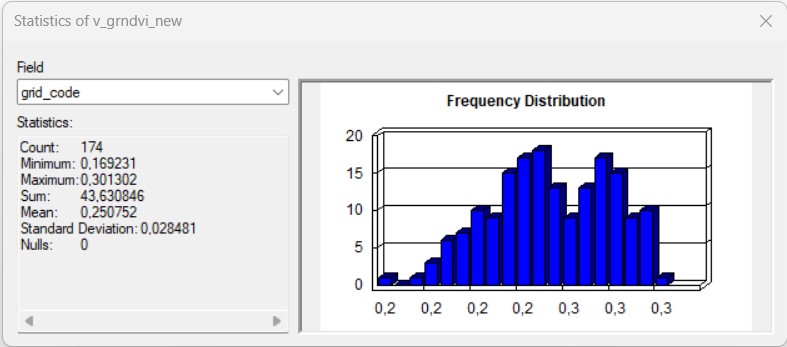 Statistics of v_grndvi_new
Field
grid_code
Statistics:
Count: 174
Minimum: 0,169231
Maximum: 0,301302
Sum: 43,630846
Mean: 0,250752
Standard Deviation: 0,028481
Nulls: 0
Frequency Distribution
20
15
10
5
0
0,2 0,2 0,2 0,2 0,3 0,3 0,3